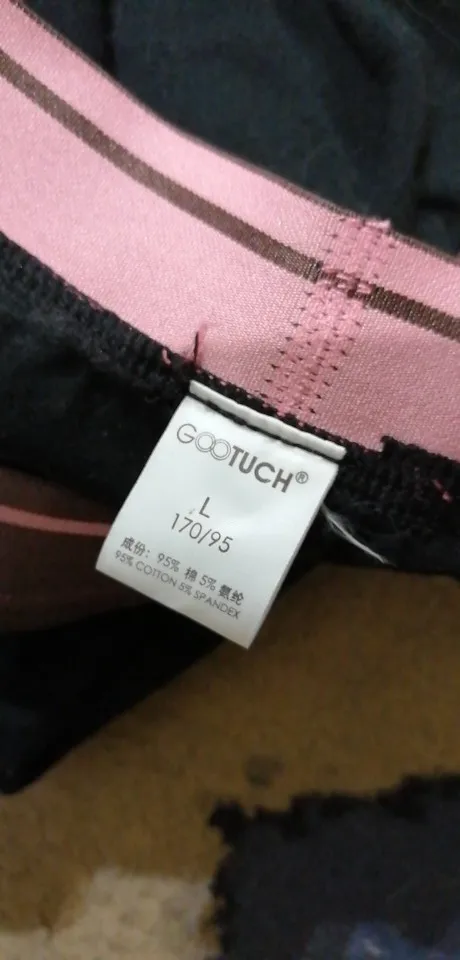 GOOTUCH®
L
170/95
成份: 95% 棉 5% 氨纶
95% COTTON 5% SPANDEX